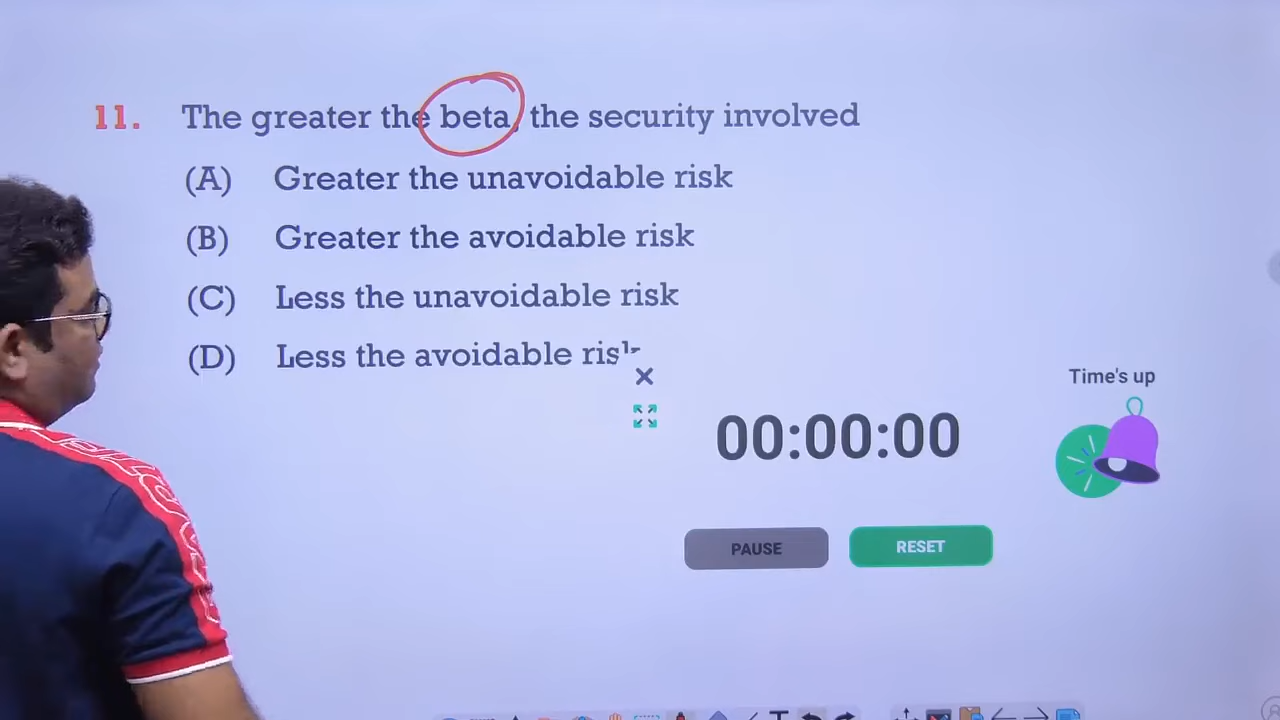 11. The greater the beta, the security involved
(A) Greater the unavoidable risk
(B) Greater the avoidable risk
(C) Less the unavoidable risk
(D) Less the avoidable risk
Time's up
00:00:00
PAUSE RESET